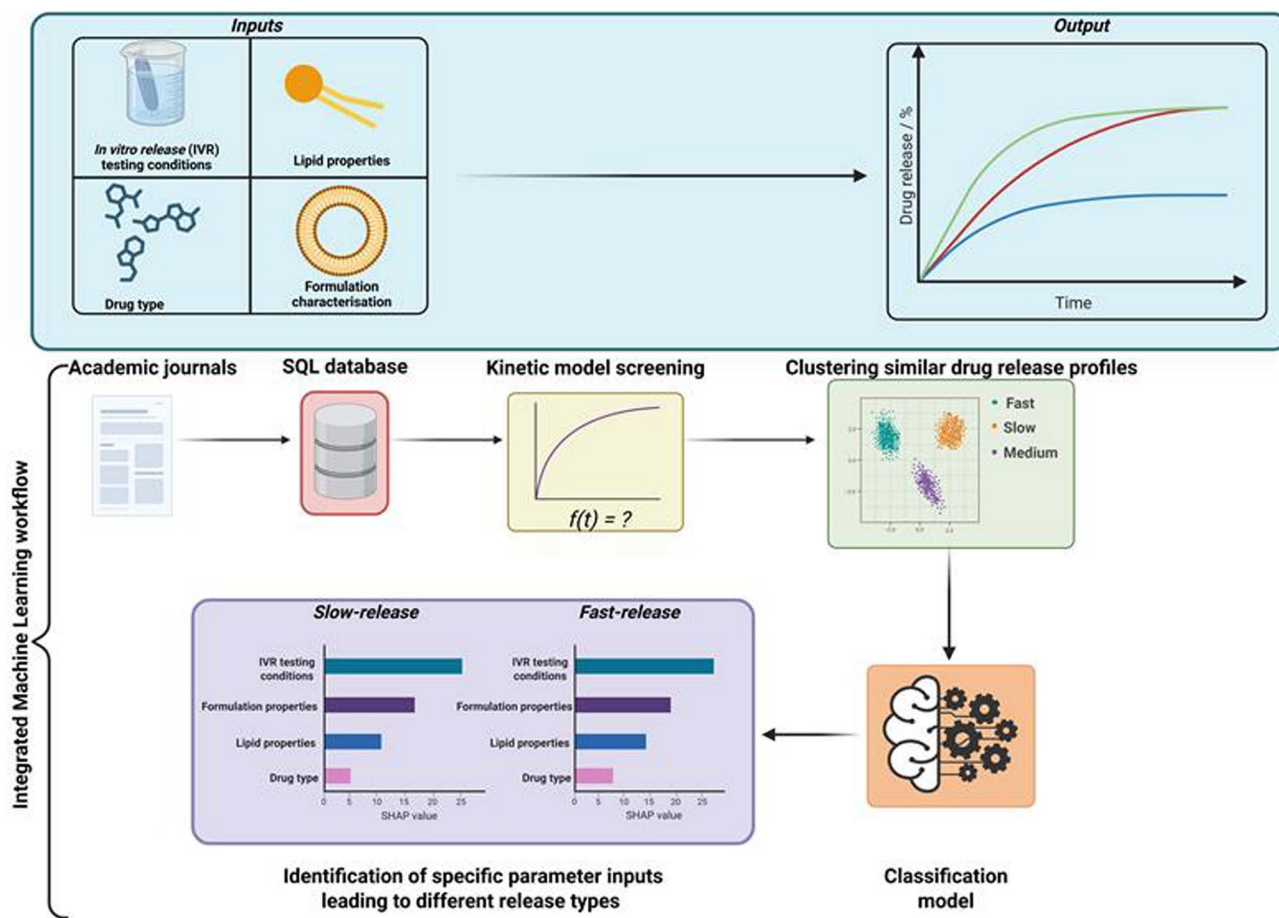 Inputs
Output
In vitro release (IVR)
testing conditions
Lipid properties
Drug type
Formulation
characterisation
Drug release / %
Time
Integrated Machine Learning workflow
Academic journals
SQL database
Kinetic model screening
Clustering similar drug release profiles
f(t) = ?
Fast
Slow
Medium
Slow-release
IVR testing
conditions
Formulation properties
Lipid properties
Drug type
0 5 10 15 20 25
SHAP value
Fast-release
IVR testing
conditions
Formulation properties
Lipid properties
Drug type
0 5 10 15 20 25
SHAP value
Identification of specific parameter inputs
leading to different release types
Classification
model